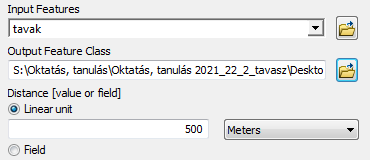 Input Features
tavak
Output Feature Class
S:\Oktatás, tanulás\Oktatás, tanulás 2021_22_2_tavasz\Deskto
Distance [value or field]
Linear unit
500 Meters
Field